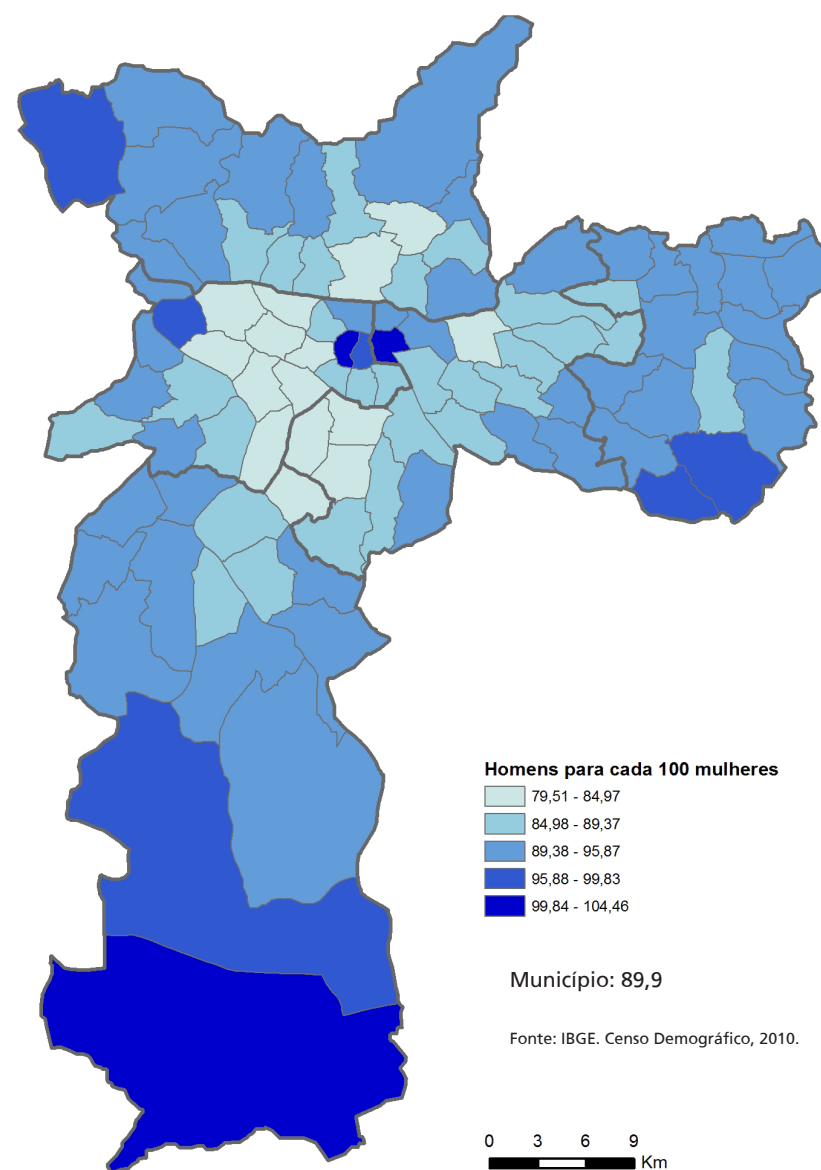 Homens para cada 100 mulheres
79,51 - 84,97
84,98 - 89,37
89,38 - 95,87
95,88 - 99,83
99,84 - 104,46
Município: 89,9
Fonte: IBGE. Censo Demográfico, 2010.
0 3 6 9
Km